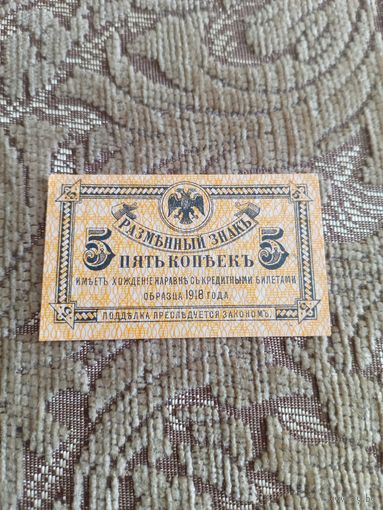 РАЗМѢННЫЙ ЗНАКЪ
5 ПЯТЬ КОПѢЕКЪ 5
ИМѢЕТЪ ХОЖДЕНІЕ НАРАВНѢ СЪ КРЕДИТНЫМИ БИЛЕТАМИ
ОБРАЗЦА 1918 ГОДА
ПОДДѢЛКА ПРЕСЛѢДУЕТСЯ ЗАКОНОМЪ.